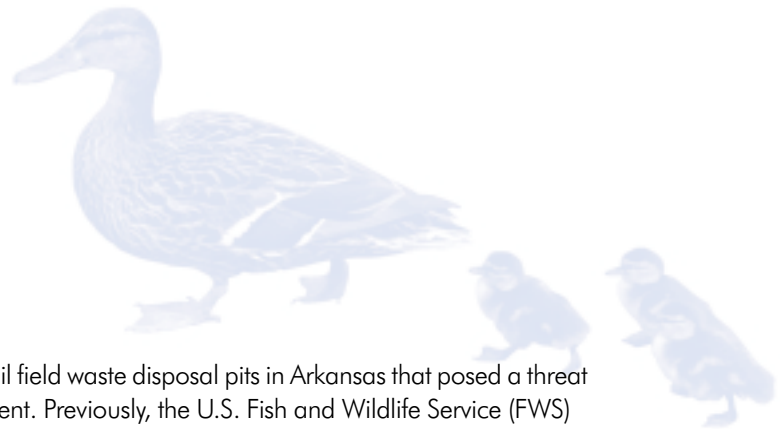 il field waste disposal pits in Arkansas that posed a threat
ent. Previously, the U.S. Fish and Wildlife Service (FWS)